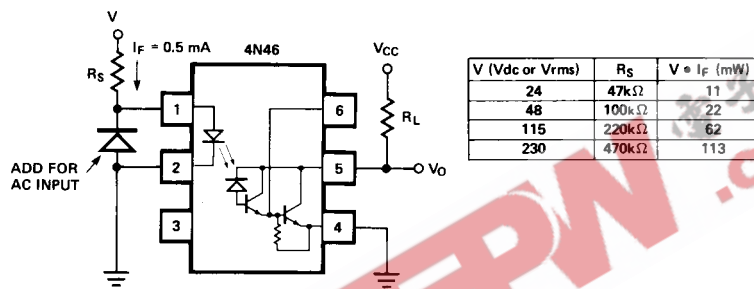 V
I_F = 0.5 mA
R_S
4N46
V_CC
R_L
1
6
2
5
V_O
ADD FOR
AC INPUT
3
4
V (Vdc or Vrms) R_S V • I_F (mW)
24 47kΩ 11
48 100kΩ 22
115 220kΩ 62
230 470kΩ 113